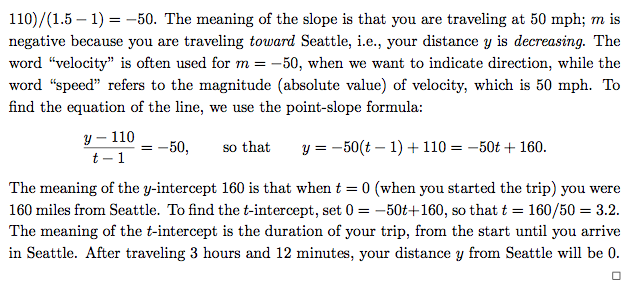 110)/(1.5 − 1) = −50. The meaning of the slope is that you are traveling at 50 mph; m is
negative because you are traveling toward Seattle, i.e., your distance y is decreasing. The
word “velocity” is often used for m = −50, when we want to indicate direction, while the
word “speed” refers to the magnitude (absolute value) of velocity, which is 50 mph. To
find the equation of the line, we use the point-slope formula:
y − 110
t − 1
= −50, so that y = −50(t − 1) + 110 = −50t + 160.
The meaning of the y-intercept 160 is that when t = 0 (when you started the trip) you were
160 miles from Seattle. To find the t-intercept, set 0 = −50t+160, so that t = 160/50 = 3.2.
The meaning of the t-intercept is the duration of your trip, from the start until you arrive
in Seattle. After traveling 3 hours and 12 minutes, your distance y from Seattle will be 0.
□